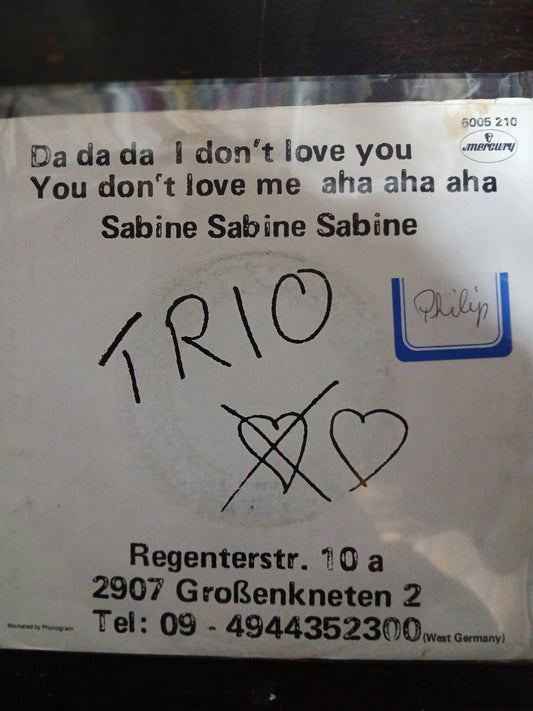 6005 210
mercury
Da da da I don't love you
You don't love me aha aha aha
Sabine Sabine Sabine
TRIO
Philip
Regenterstr. 10 a
2907 Großenkneten 2
Marketed by Phonogram
Tel: 09 - 4944352300 (West Germany)